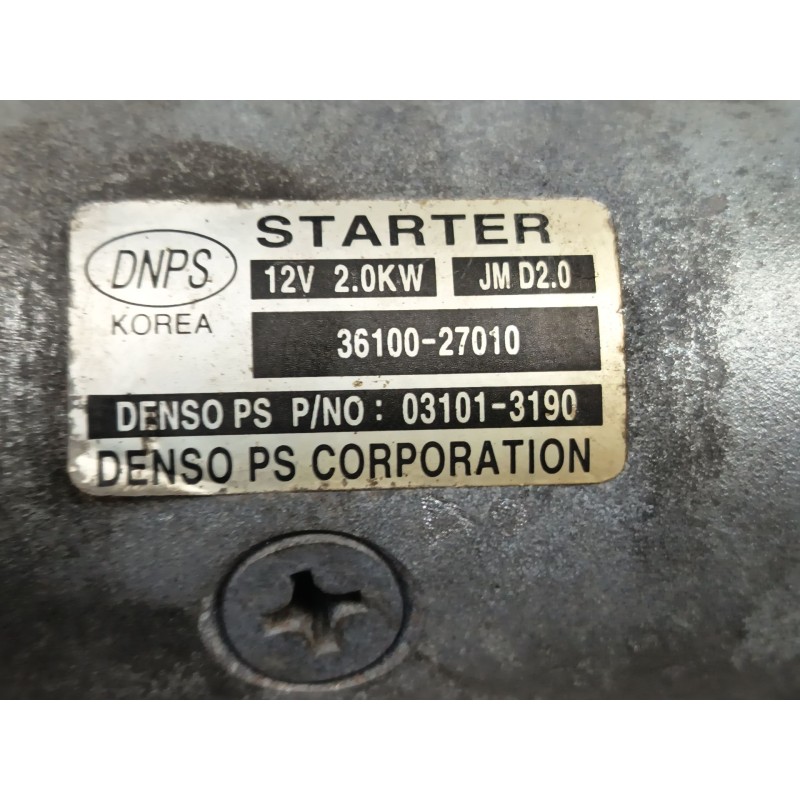 STARTER
DNPS
KOREA
12V 2.0KW JM D2.0
36100-27010
DENSO PS P/NO: 03101-3190
DENSO PS CORPORATION